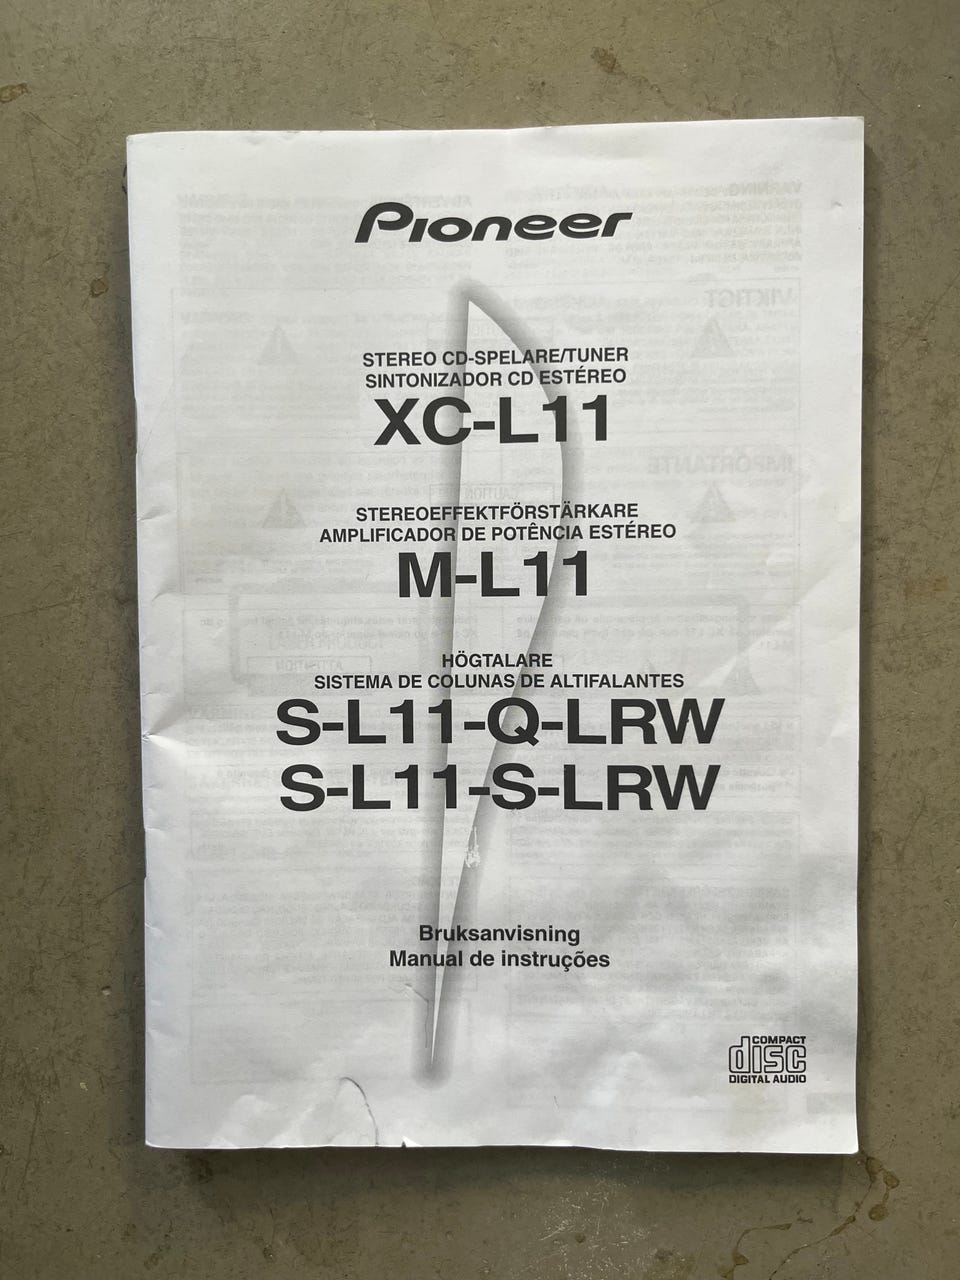 Pioneer
STEREO CD-SPELARE/TUNER
SINTONIZADOR CD ESTÉREO
XC-L11
STEREOEFFEKTFÖRSTÄRKARE
AMPLIFICADOR DE POTÊNCIA ESTÉREO
M-L11
HÖGTALARE
SISTEMA DE COLUNAS DE ALTIFALANTES
S-L11-Q-LRW
S-L11-S-LRW
Bruksanvisning
Manual de instruções
COMPACT
disc
DIGITAL AUDIO